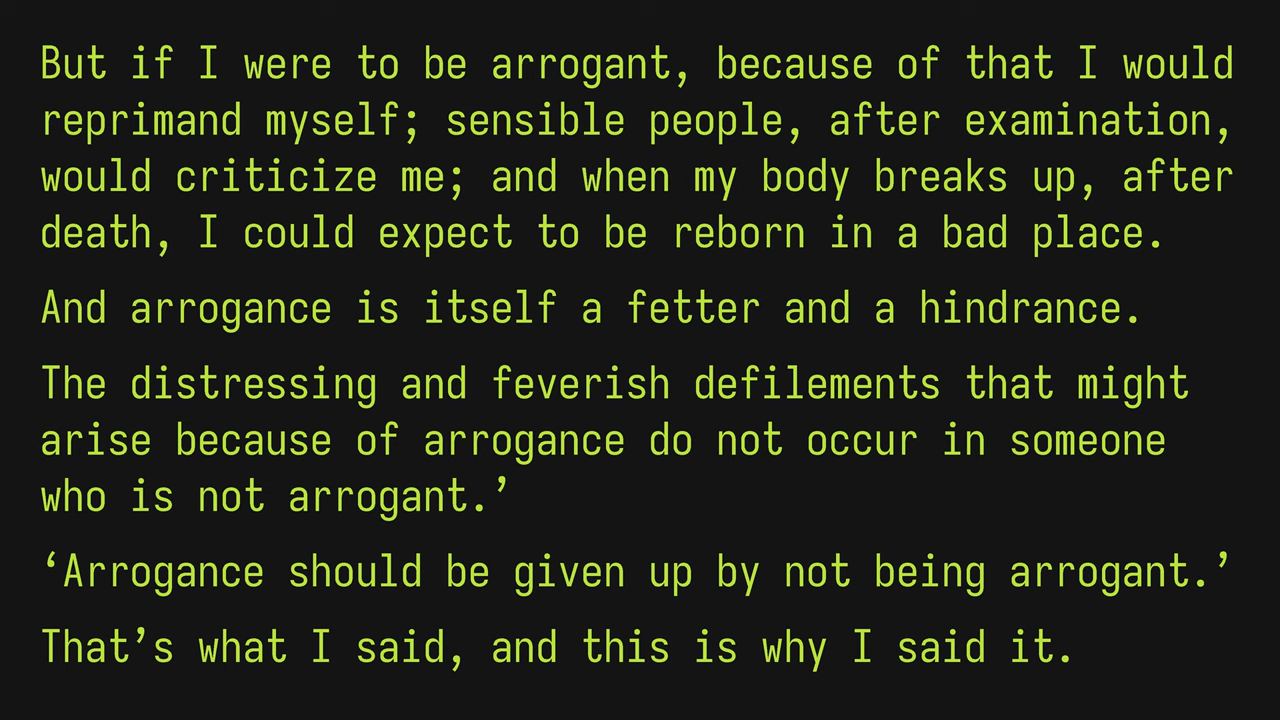 But if I were to be arrogant, because of that I would
reprimand myself; sensible people, after examination,
would criticize me; and when my body breaks up, after
death, I could expect to be reborn in a bad place.
And arrogance is itself a fetter and a hindrance.
The distressing and feverish defilements that might
arise because of arrogance do not occur in someone
who is not arrogant.’
‘Arrogance should be given up by not being arrogant.’
That’s what I said, and this is why I said it.